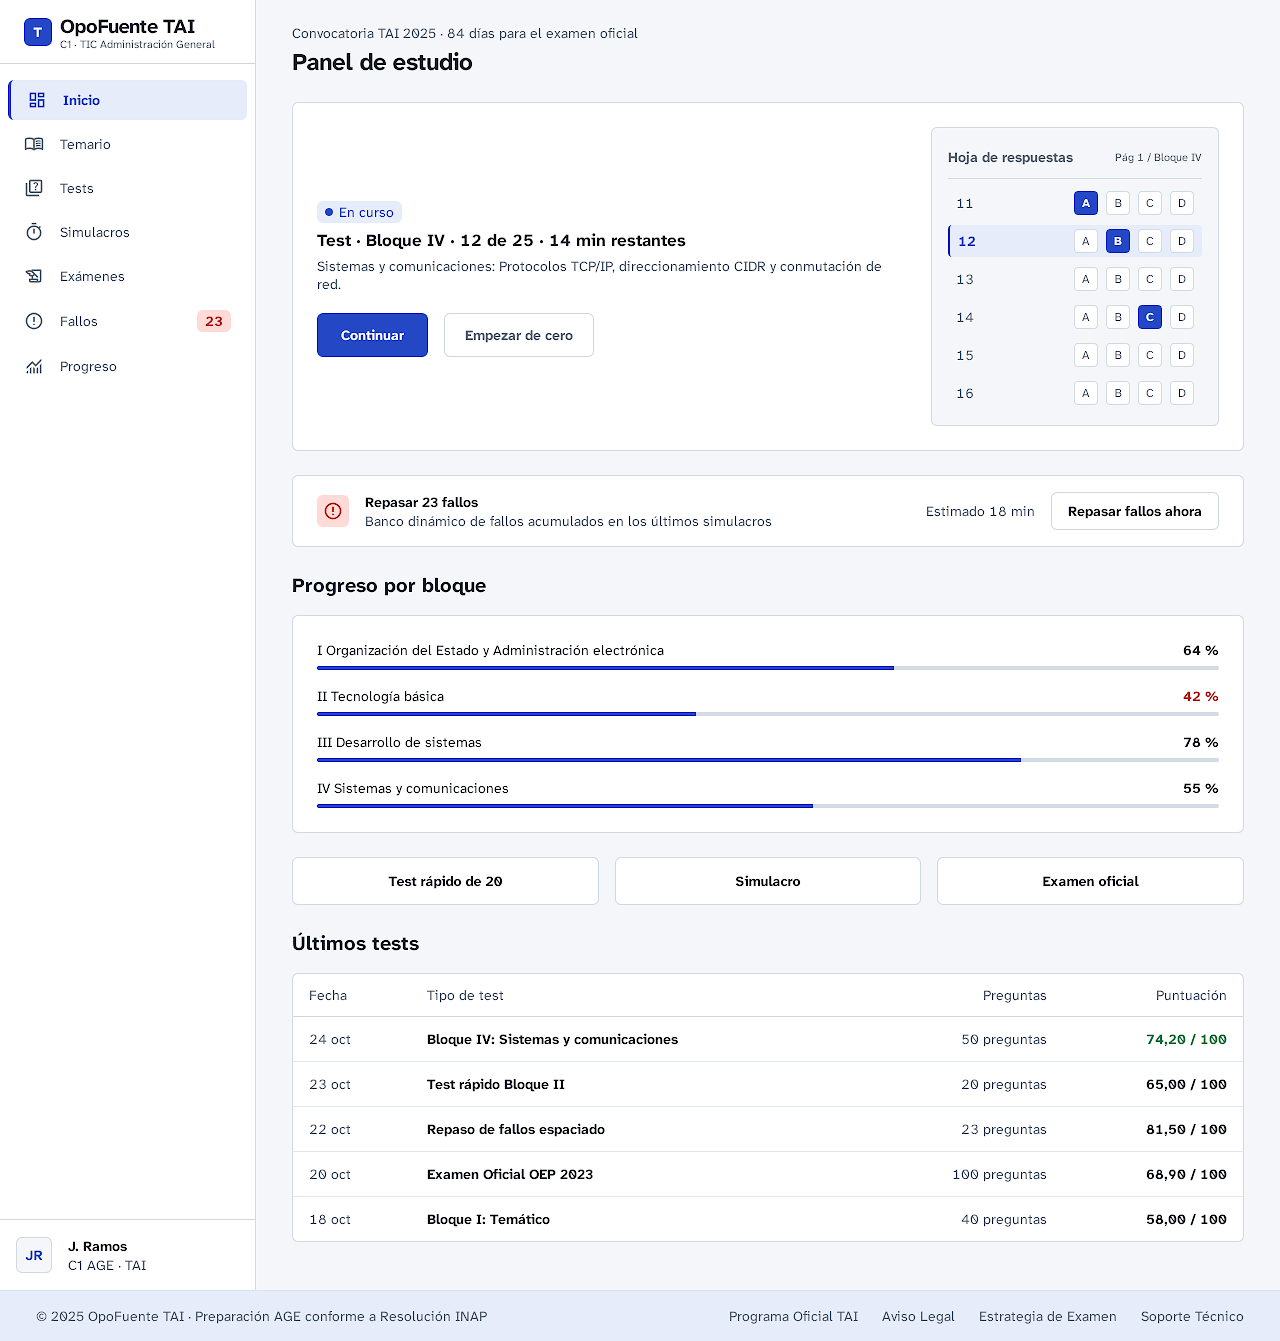 T
OpoFuente TAI
C1 · TIC Administración General
Inicio
Temario
Tests
Simulacros
Exámenes
Fallos 23
Progreso
JR
J. Ramos
C1 AGE · TAI
Convocatoria TAI 2025 · 84 días para el examen oficial
Panel de estudio
En curso
Test · Bloque IV · 12 de 25 · 14 min restantes
Sistemas y comunicaciones: Protocolos TCP/IP, direccionamiento CIDR y conmutación de
red.
Continuar Empezar de cero
Hoja de respuestas Pág 1 / Bloque IV
11 A B C D
12 A B C D
13 A B C D
14 A B C D
15 A B C D
16 A B C D
Repasar 23 fallos
Banco dinámico de fallos acumulados en los últimos simulacros
Estimado 18 min Repasar fallos ahora
Progreso por bloque
I Organización del Estado y Administración electrónica 64 %
II Tecnología básica 42 %
III Desarrollo de sistemas 78 %
IV Sistemas y comunicaciones 55 %
Test rápido de 20 Simulacro Examen oficial
Últimos tests
Fecha Tipo de test Preguntas Puntuación
24 oct Bloque IV: Sistemas y comunicaciones 50 preguntas 74,20 / 100
23 oct Test rápido Bloque II 20 preguntas 65,00 / 100
22 oct Repaso de fallos espaciado 23 preguntas 81,50 / 100
20 oct Examen Oficial OEP 2023 100 preguntas 68,90 / 100
18 oct Bloque I: Temático 40 preguntas 58,00 / 100
© 2025 OpoFuente TAI · Preparación AGE conforme a Resolución INAP
Programa Oficial TAI Aviso Legal Estrategia de Examen Soporte Técnico